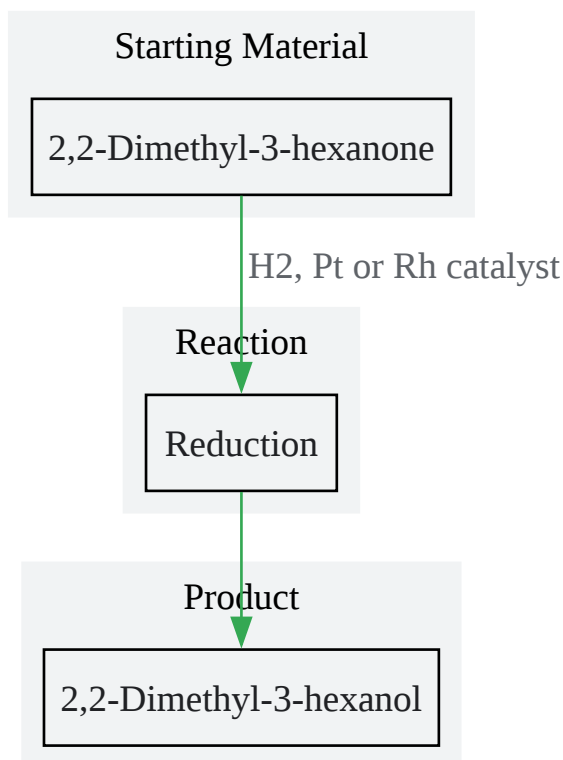 Starting Material
2,2-Dimethyl-3-hexanone
H2, Pt or Rh catalyst
Reaction
Reduction
Product
2,2-Dimethyl-3-hexanol